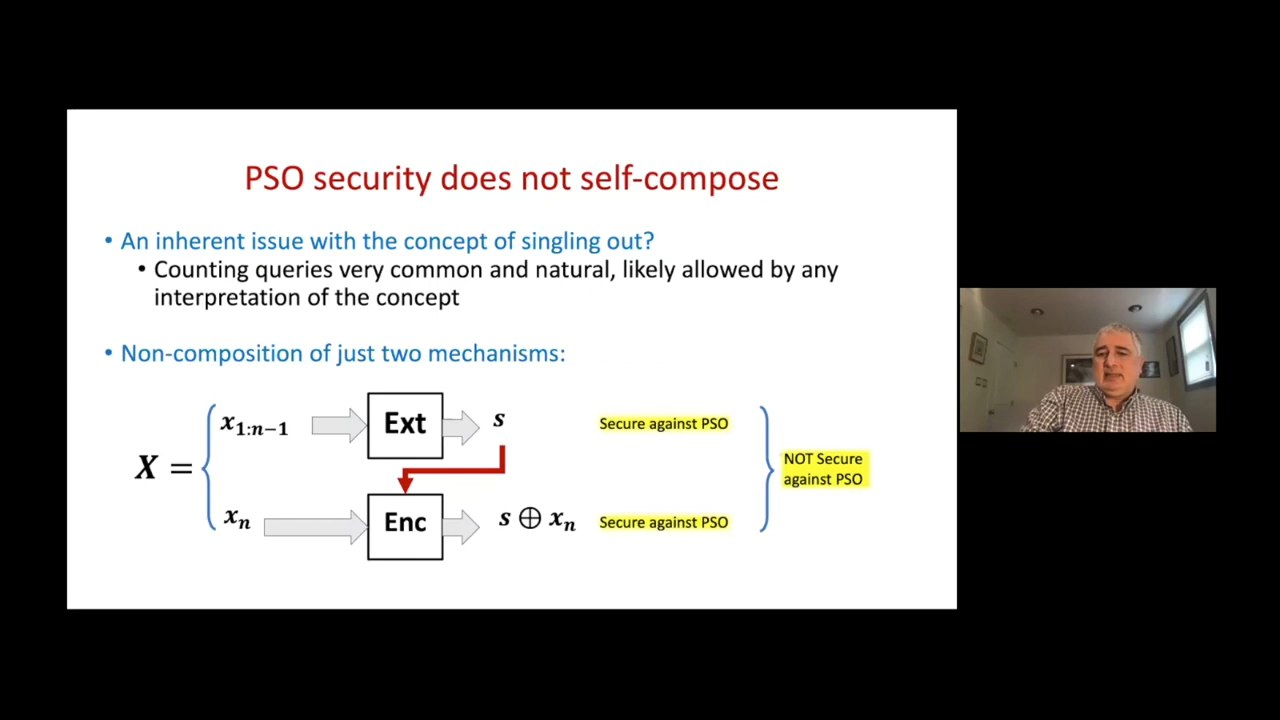 PSO security does not self-compose
• An inherent issue with the concept of singling out?
• Counting queries very common and natural, likely allowed by any
interpretation of the concept
• Non-composition of just two mechanisms:
X =
x₁:ₙ₋₁
Ext
s
Secure against PSO
NOT Secure
against PSO
xₙ
Enc
s ⊕ xₙ
Secure against PSO